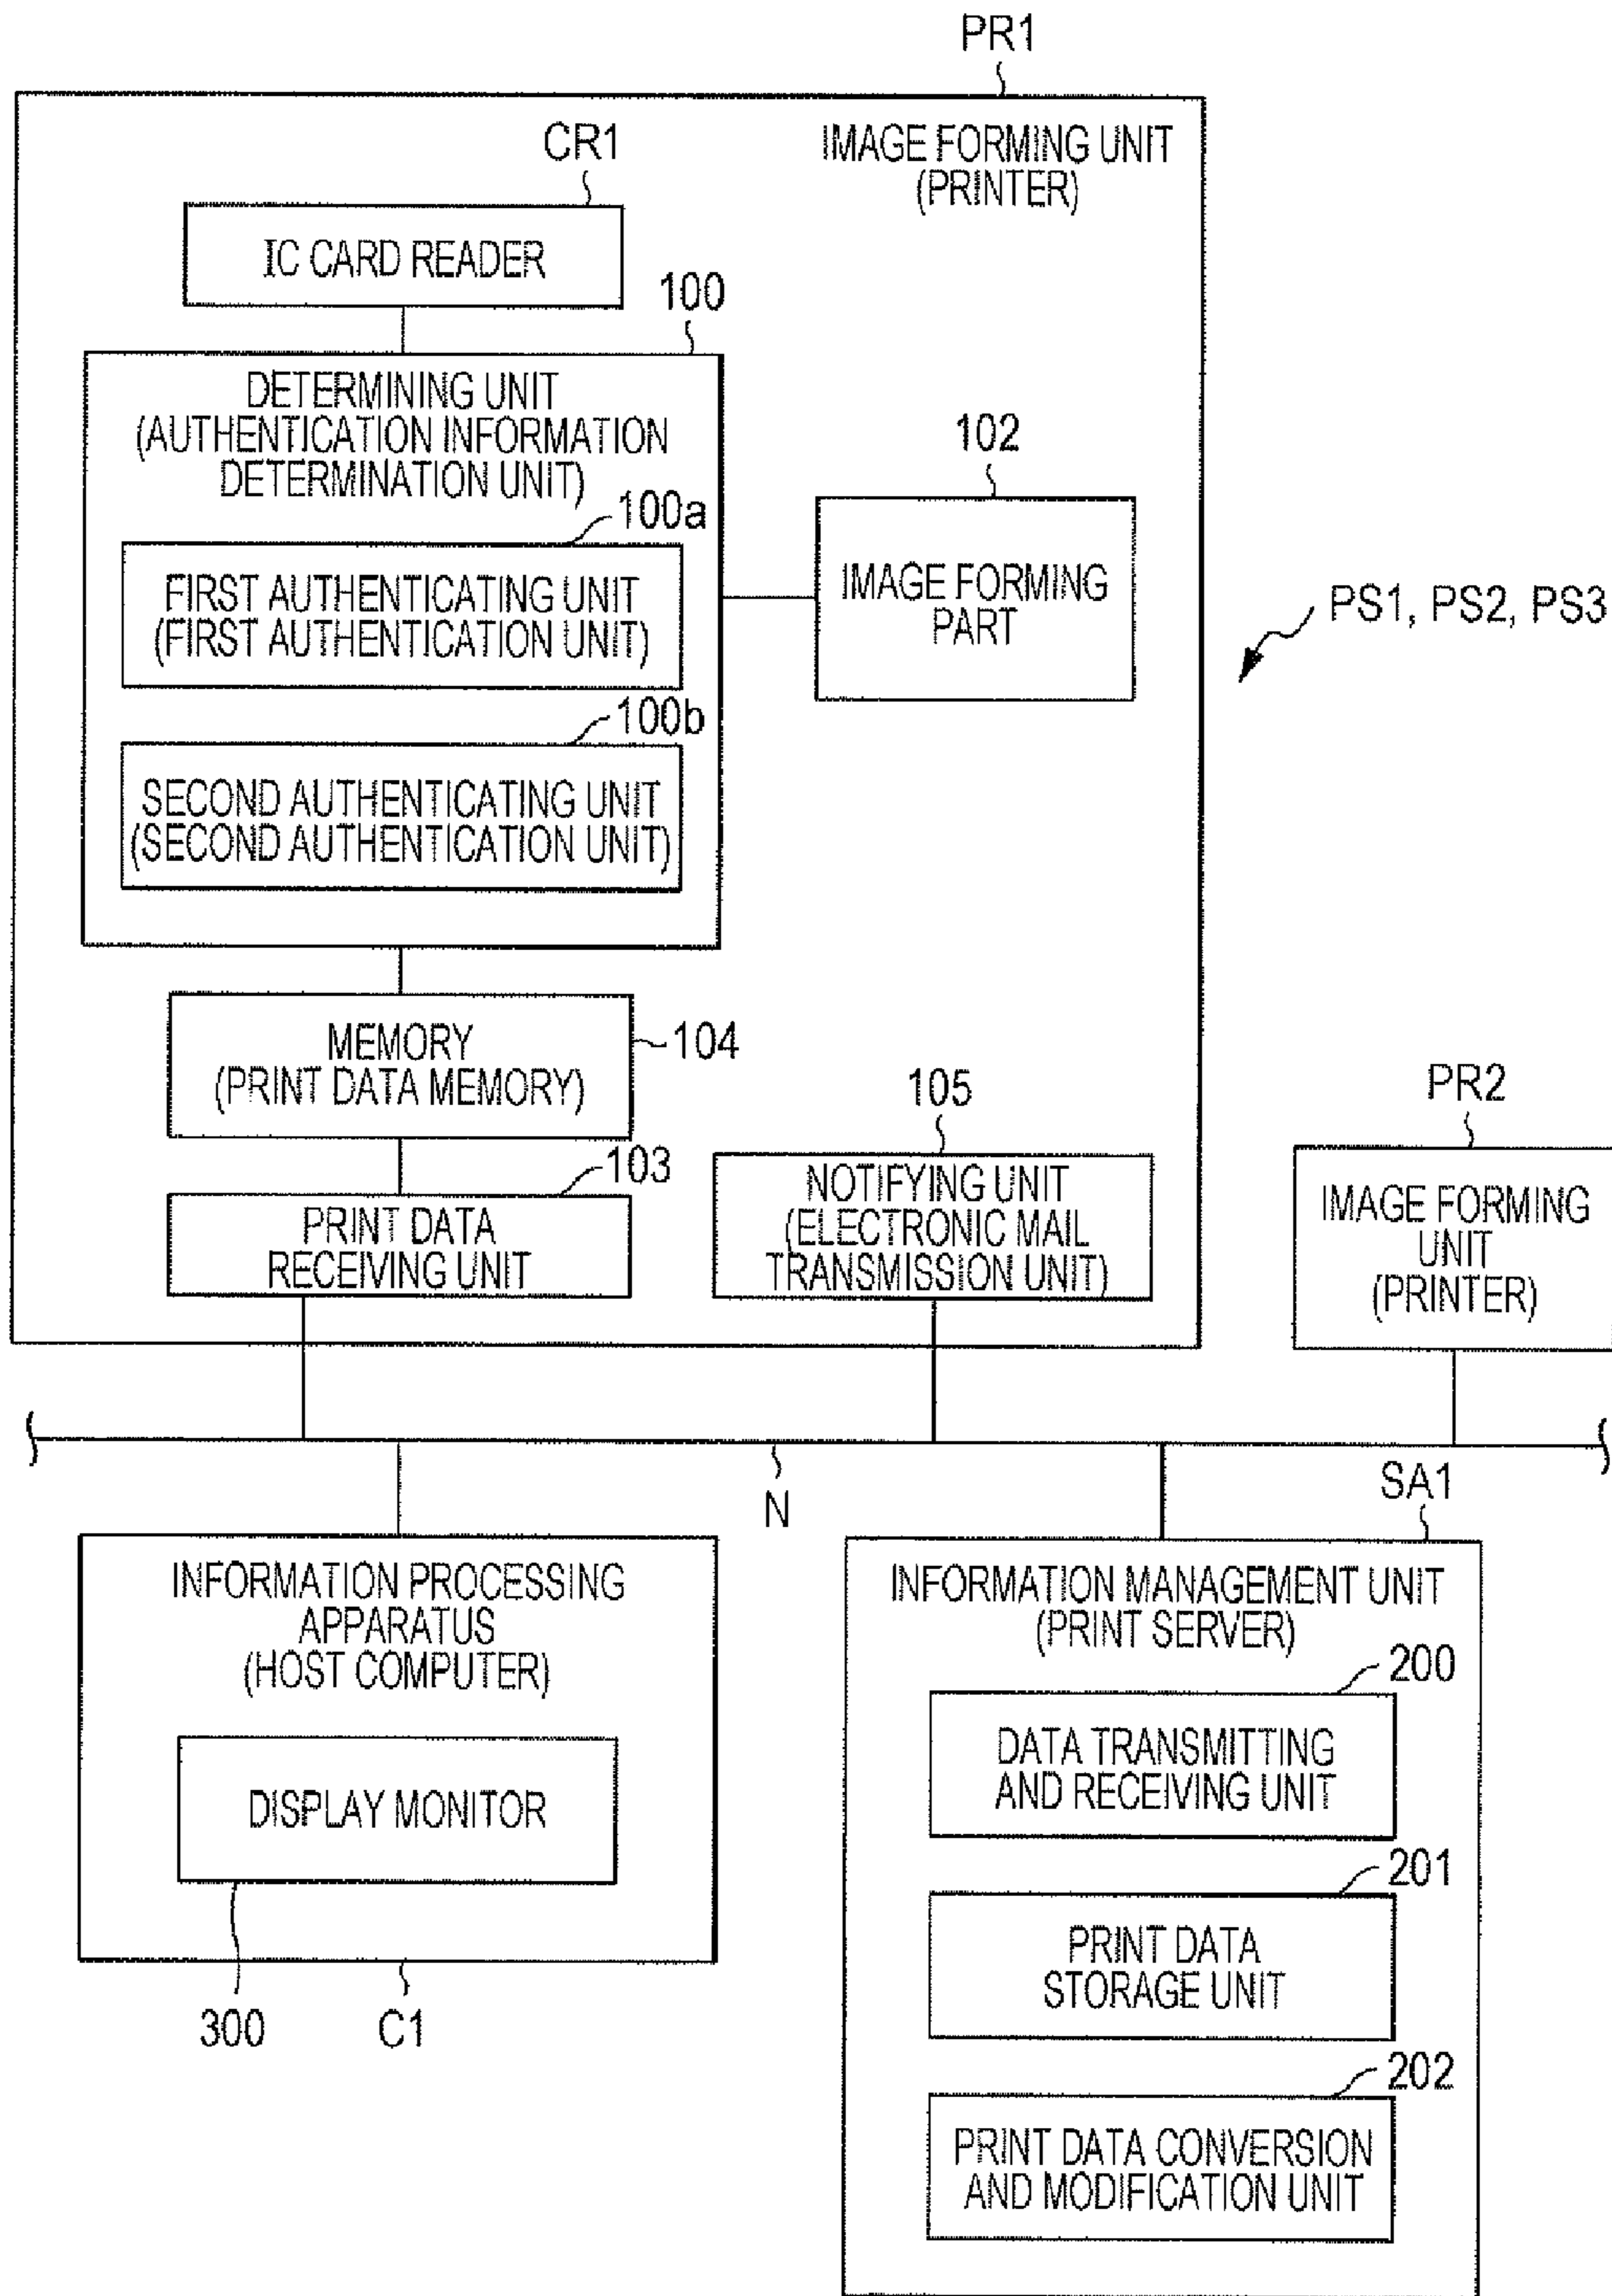 PR1
IMAGE FORMING UNIT
(PRINTER)
CR1
IC CARD READER
100
DETERMINING UNIT
(AUTHENTICATION INFORMATION
DETERMINATION UNIT)
100a
FIRST AUTHENTICATING UNIT
(FIRST AUTHENTICATION UNIT)
100b
SECOND AUTHENTICATING UNIT
(SECOND AUTHENTICATION UNIT)
102
IMAGE FORMING
PART
PS1, PS2, PS3
MEMORY
(PRINT DATA MEMORY)
104
103
PRINT DATA
RECEIVING UNIT
105
NOTIFYING UNIT
(ELECTRONIC MAIL
TRANSMISSION UNIT)
PR2
IMAGE FORMING
UNIT
(PRINTER)
N
INFORMATION PROCESSING
APPARATUS
(HOST COMPUTER)
DISPLAY MONITOR
300
C1
SA1
INFORMATION MANAGEMENT UNIT
(PRINT SERVER)
200
DATA TRANSMITTING
AND RECEIVING UNIT
201
PRINT DATA
STORAGE UNIT
202
PRINT DATA CONVERSION
AND MODIFICATION UNIT